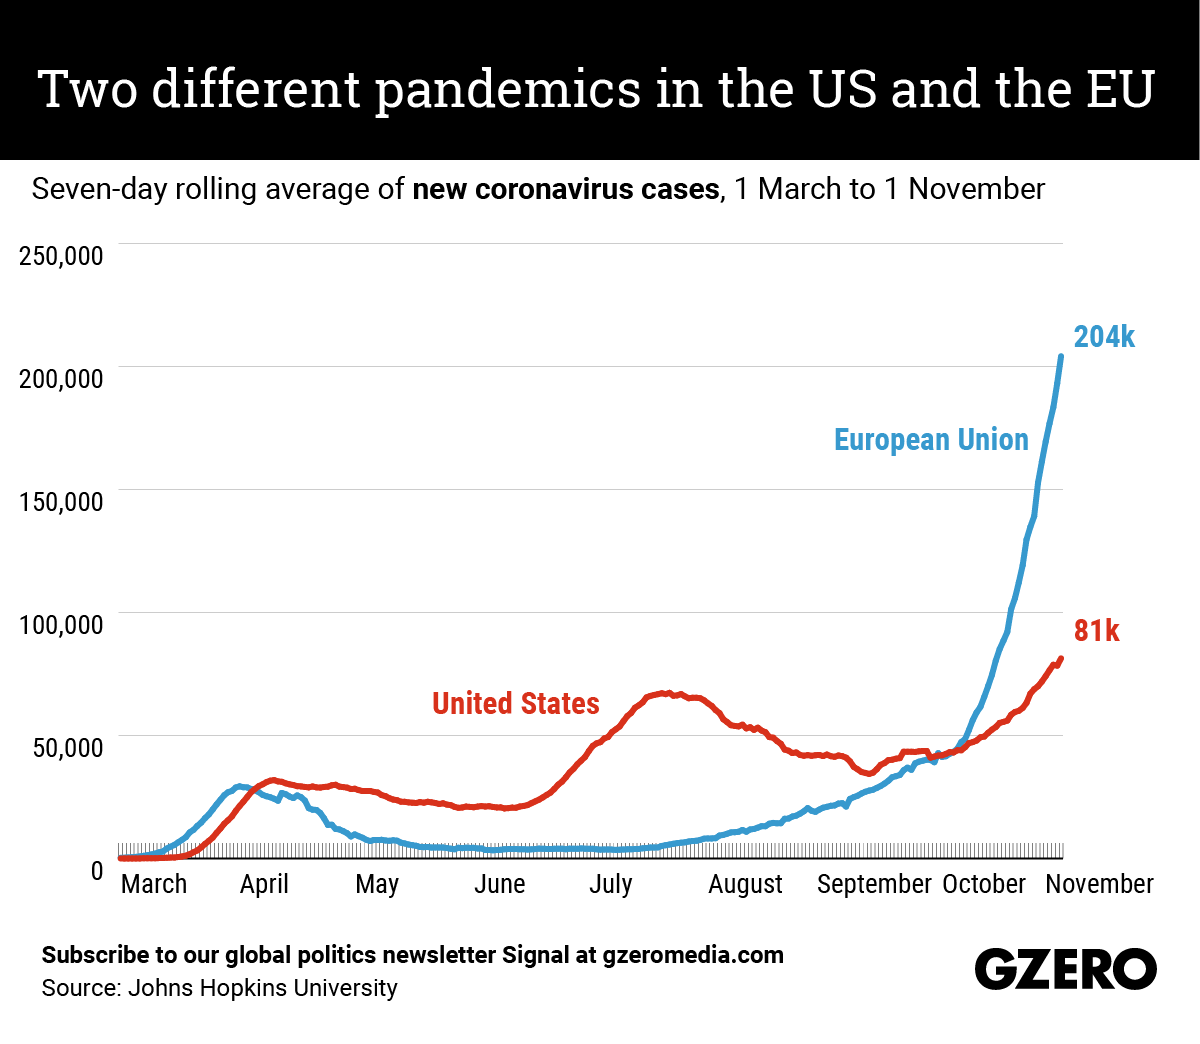 Two different pandemics in the US and the EU
Seven-day rolling average of new coronavirus cases, 1 March to 1 November
250,000
204k
200,000
European Union
150,000
100,000
81k
United States
50,000
0
March April May June July August September October November
Subscribe to our global politics newsletter Signal at gzeromedia.com
Source: Johns Hopkins University
GZERO